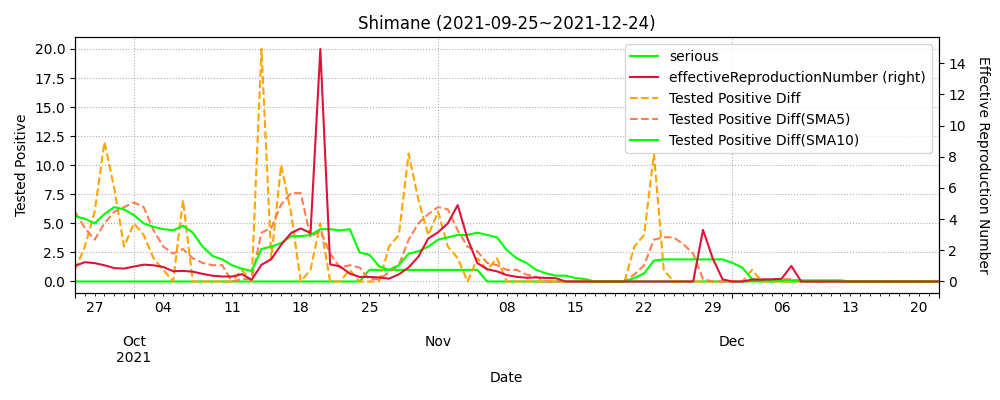 Shimane (2021-09-25~2021-12-24)
serious
effectiveReproductionNumber (right)
Tested Positive Diff
Tested Positive Diff(SMA5)
Tested Positive Diff(SMA10)
Tested Positive
20.0
17.5
15.0
12.5
10.0
7.5
5.0
2.5
0.0
Effective Reproduction Number
14
12
10
8
6
4
2
0
27 04 11 18 25 08 15 22 29 06 13 20
Oct Nov Dec
2021
Date